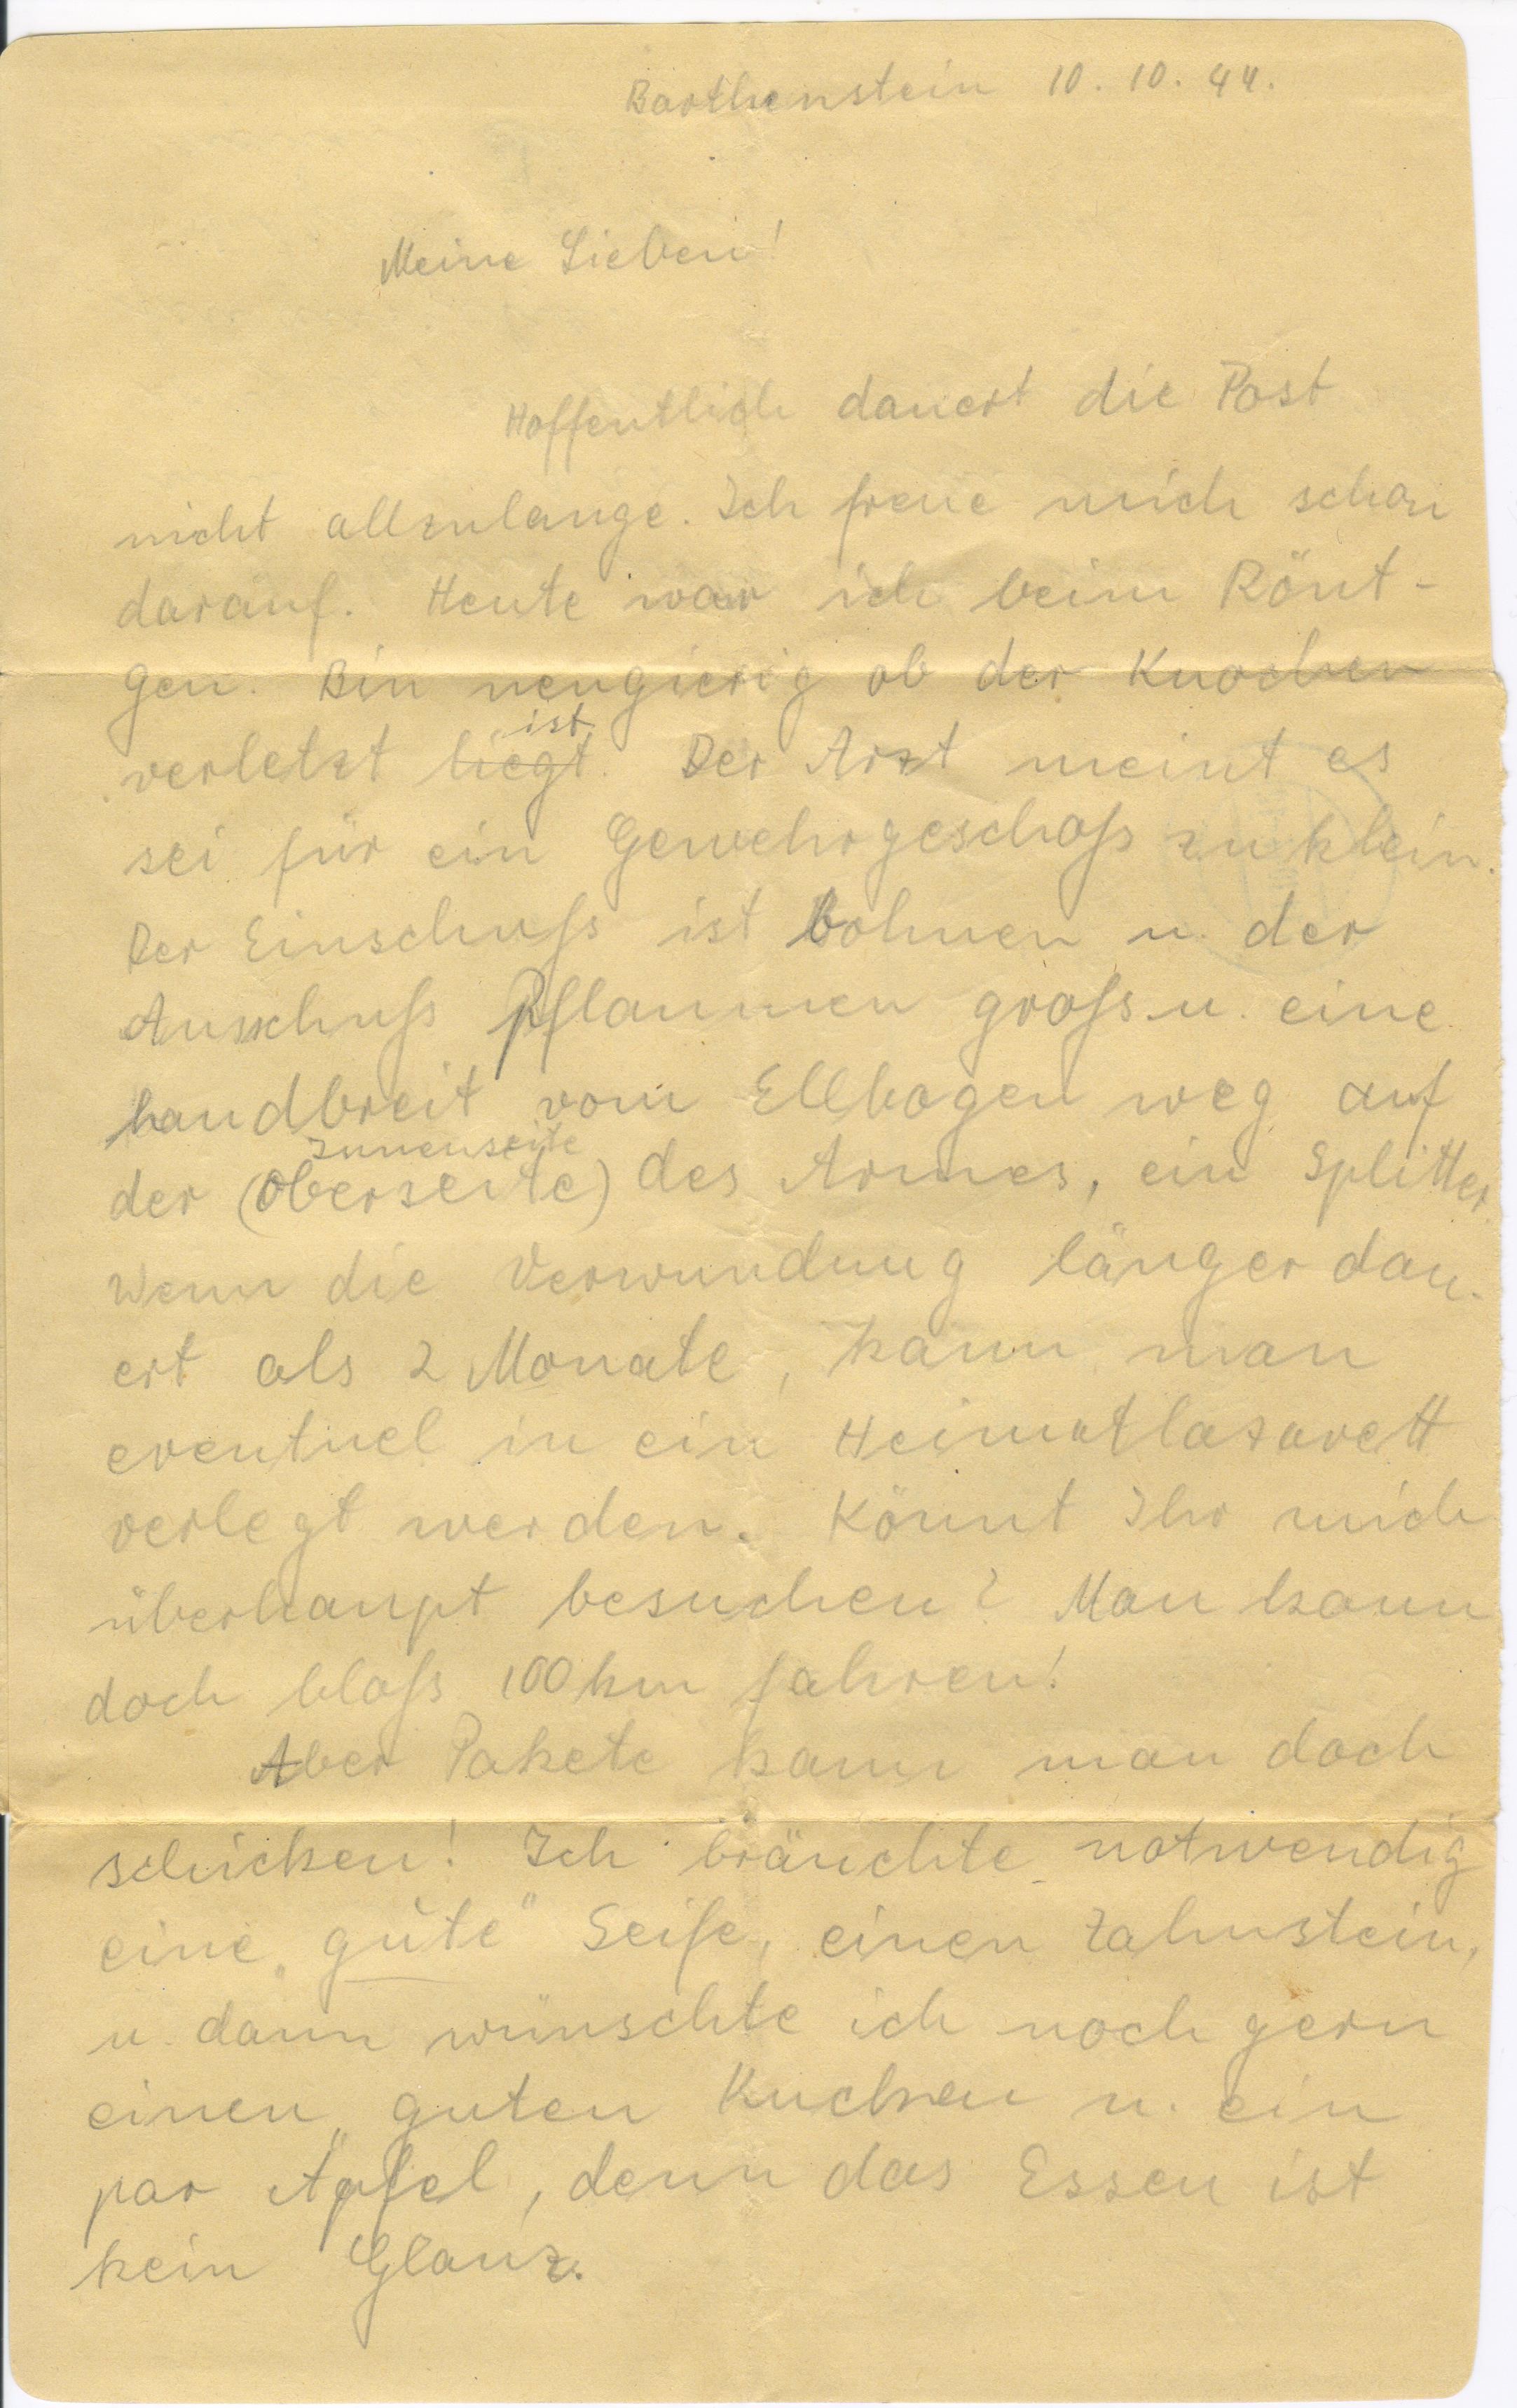 Barthenstein 10. 10. 44.
Meine Lieben!
Hoffentlich dauert die Post
nicht allzulange. Ich freue mich schon
darauf. Heute war ich beim Rönt-
gen. Bin neugierig ob der Knochen
verletzt liegt ist. Der Arzt meint es
sei für ein Gewehrgeschoß zu klein.
Der Einschuß ist bohnen u. der
Ausschuß Pflaumen groß u. eine
handbreit vom Ellbogen weg auf
Innenseite
der (Oberseite) des Armes, ein Splitter.
Wenn die Verwundung länger dau-
ert als 2 Monate, kann man
eventuel in ein Heimatlazarett
verlegt werden. Könnt Ihr mich
überhaupt besuchen? Man kann
doch bloß 100 km fahren!
Aber Pakete kann man doch
schicken! Ich bräuchte notwendig
eine „gute" Seife, einen Zahnstein,
u. dann wünschte ich noch gern
einen guten Kuchen u. ein
par Äpfel, denn das Essen ist
kein Glanz.